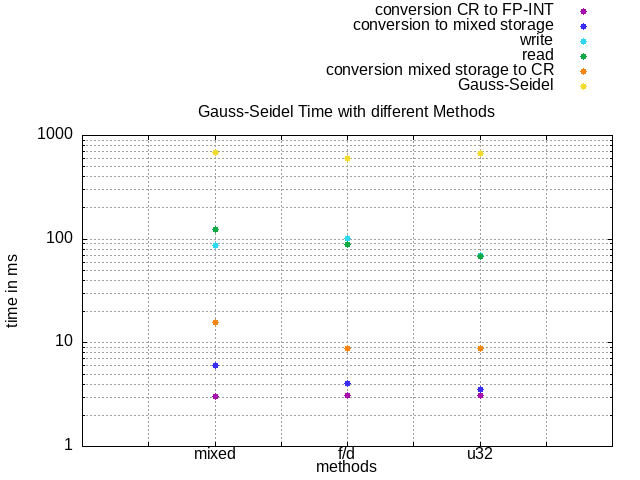 conversion CR to FP-INT
conversion to mixed storage
write
read
conversion mixed storage to CR
Gauss-Seidel
Gauss-Seidel Time with different Methods
1000
100
10
1
time in ms
mixed
f/d
u32
methods